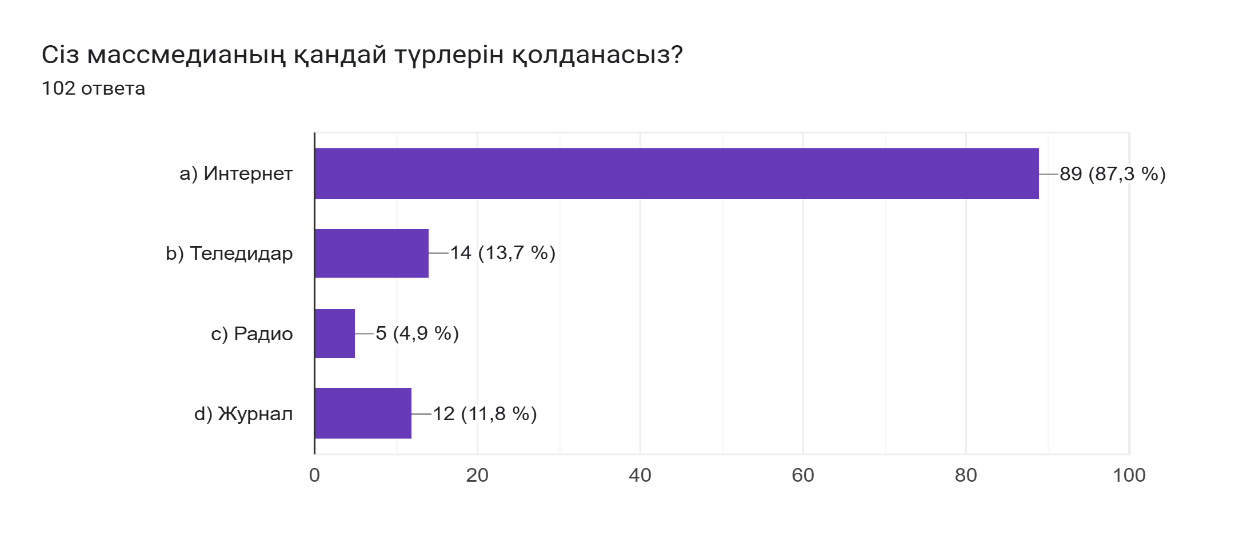 Сіз массмедианың қандай түрлерін қолданасыз?
102 ответа
a) Интернет
89 (87,3 %)
b) Теледидар
14 (13,7 %)
c) Радио
5 (4,9 %)
d) Журнал
12 (11,8 %)
0 20 40 60 80 100